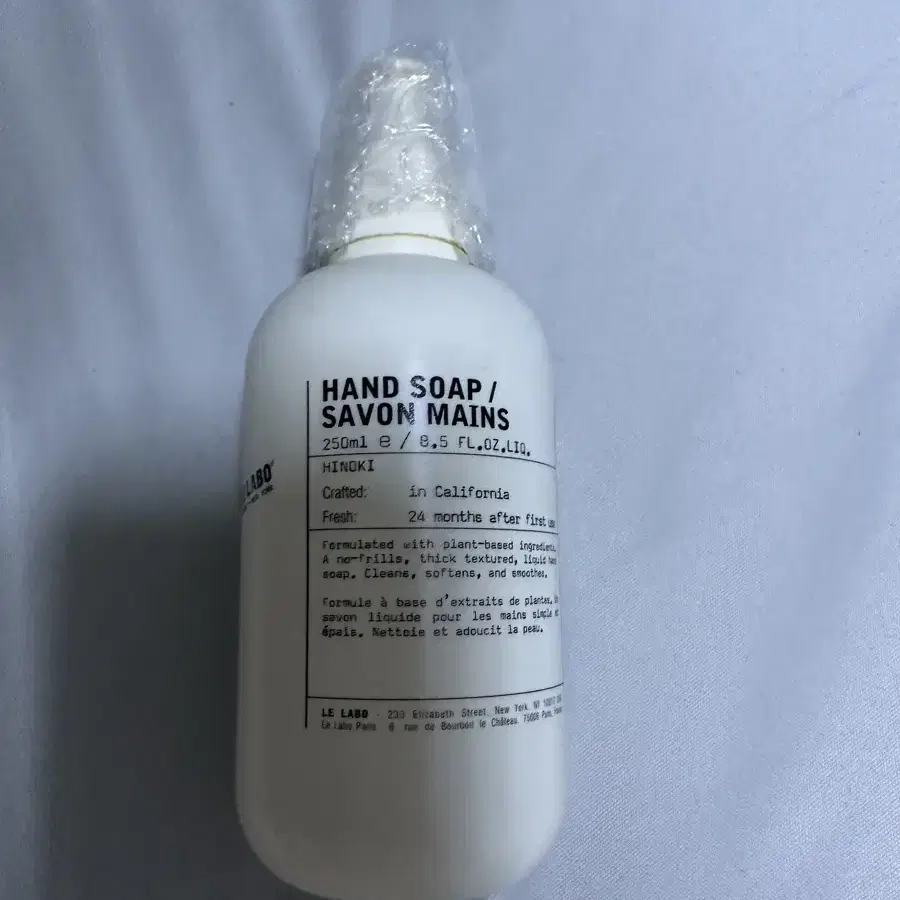 HAND SOAP /
SAVON MAINS
250ml e / 8.5 FL.OZ.LIQ.
HINOKI
LABO
Crafted: in California
Fresh: 24 months after first use
Formulated with plant-based ingredients.
A no-frills, thick textured, liquid hand
soap. Cleans, softens, and smoothes.
Formule à base d'extraits de plantes. Un
savon liquide pour les mains simple et
épais. Nettoie et adoucit la peau.
LE LABO - 233 Elizabeth Street, New York, NY 10012
Le Labo Paris 6 rue de Bourbon le Château, 75006 Paris,